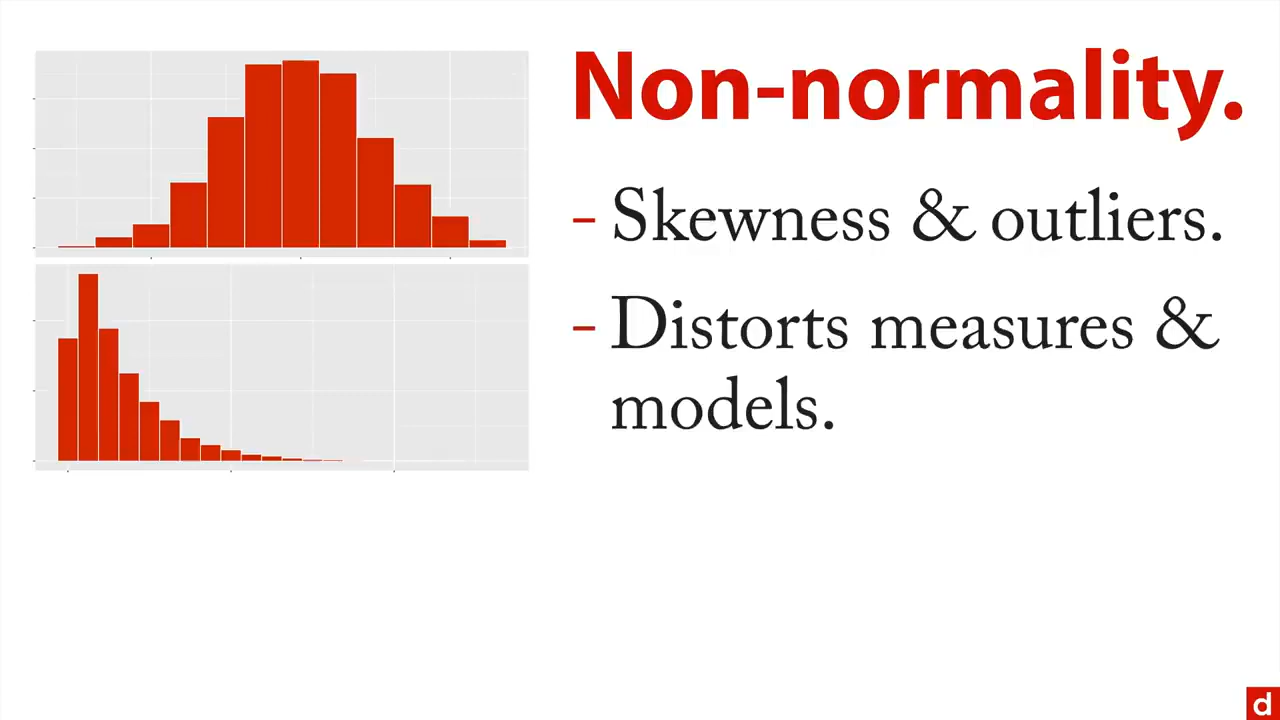 Non-normality.
- Skewness & outliers.
- Distorts measures &
models.
d